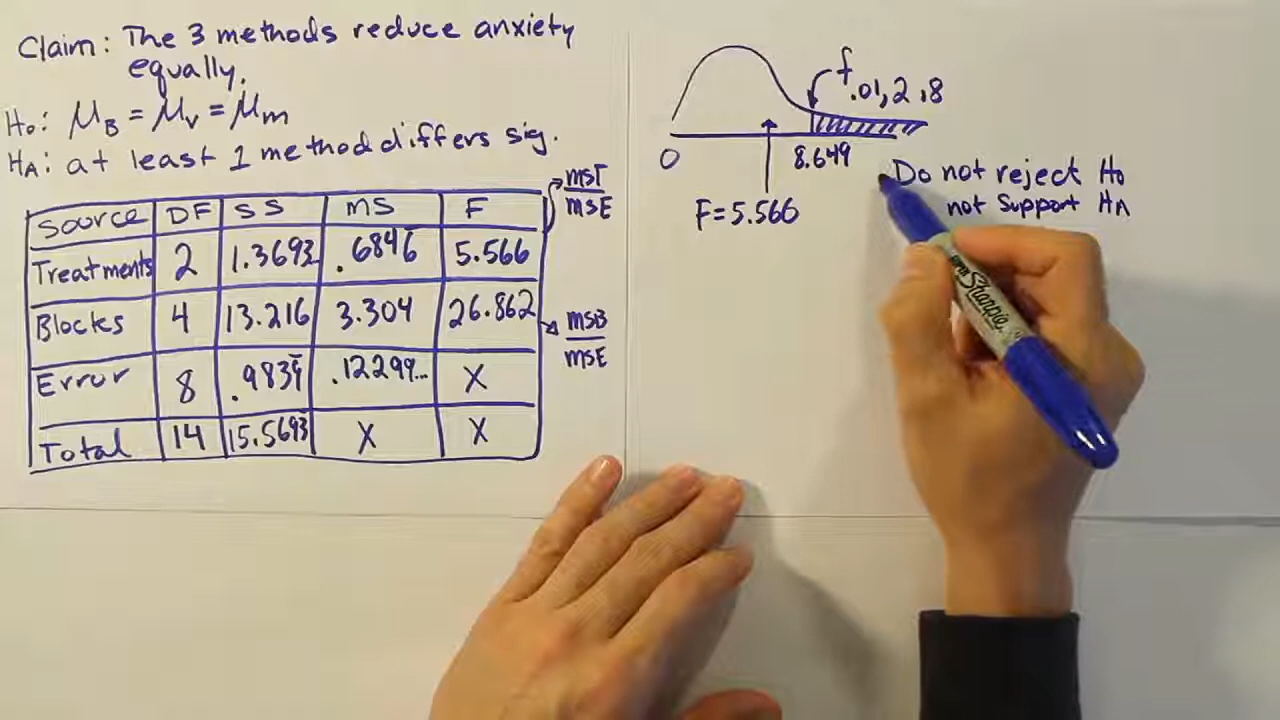 Claim: The 3 methods reduce anxiety
equally.
H₀: μB = μV = μm
HA: at least 1 method differs sig.
Source DF SS MS F
Treatments 2 1.3693 .6846̄ 5.566
Blocks 4 13.216 3.304 26.862
Error 8 .9839̄ .12299... X
Total 14 15.5693 X X
MST
MSE
MSB
MSE
f.01, 2, 8
0
8.649
F=5.566
Do not reject H₀
not Support HA
Sharpie